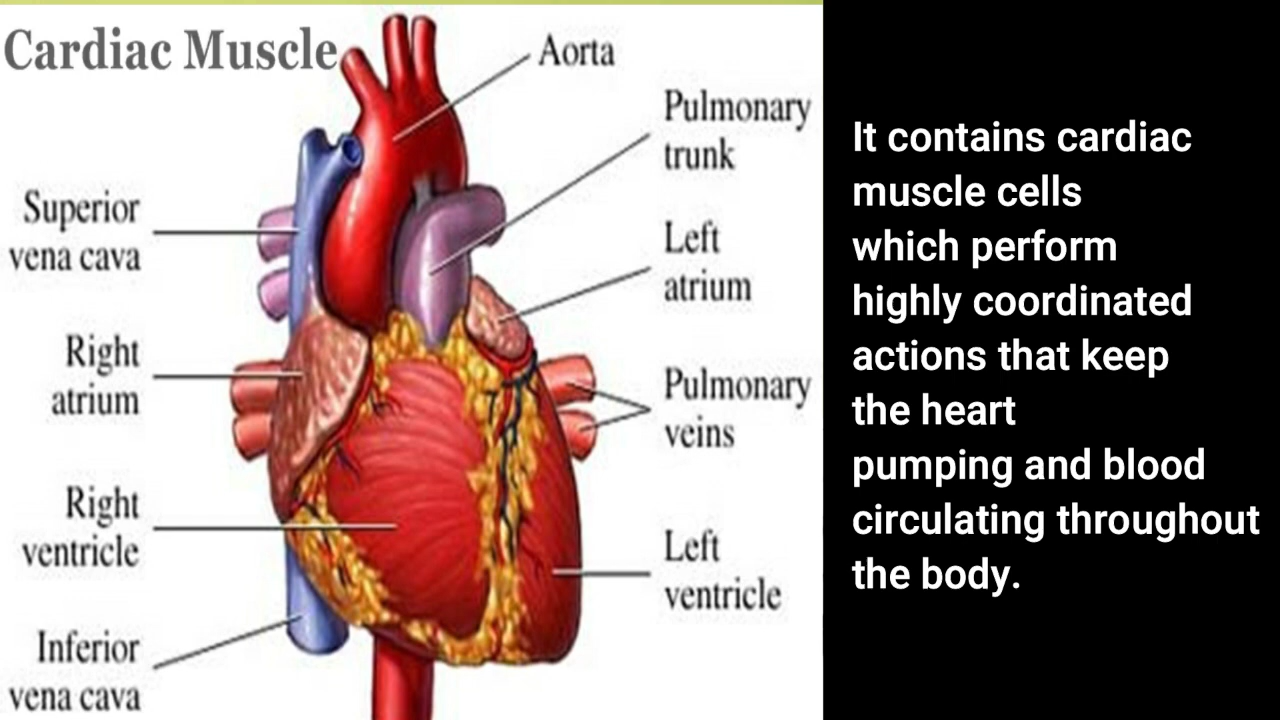 Cardiac Muscle
Aorta
Pulmonary
trunk
Superior
vena cava
Left
atrium
Right
atrium
Pulmonary
veins
Right
ventricle
Left
ventricle
Inferior
vena cava
It contains cardiac
muscle cells
which perform
highly coordinated
actions that keep
the heart
pumping and blood
circulating throughout
the body.